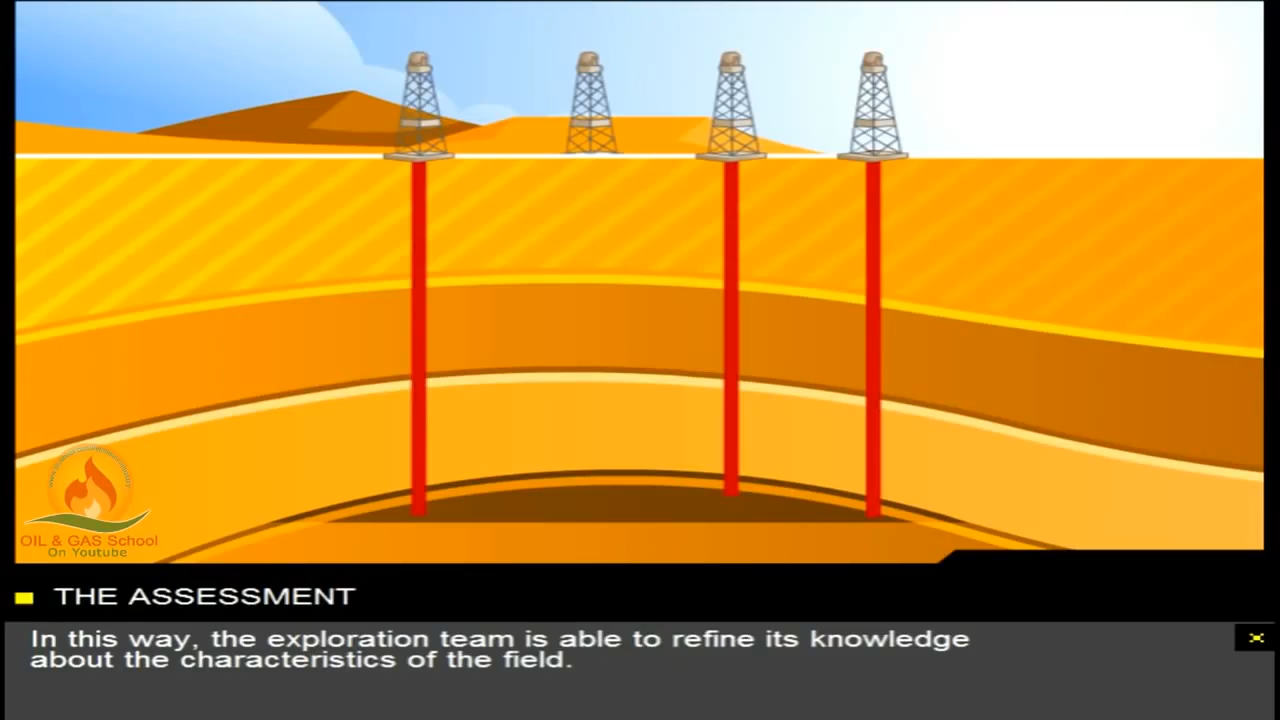 OIL & GAS School
On Youtube
THE ASSESSMENT
In this way, the exploration team is able to refine its knowledge
about the characteristics of the field.